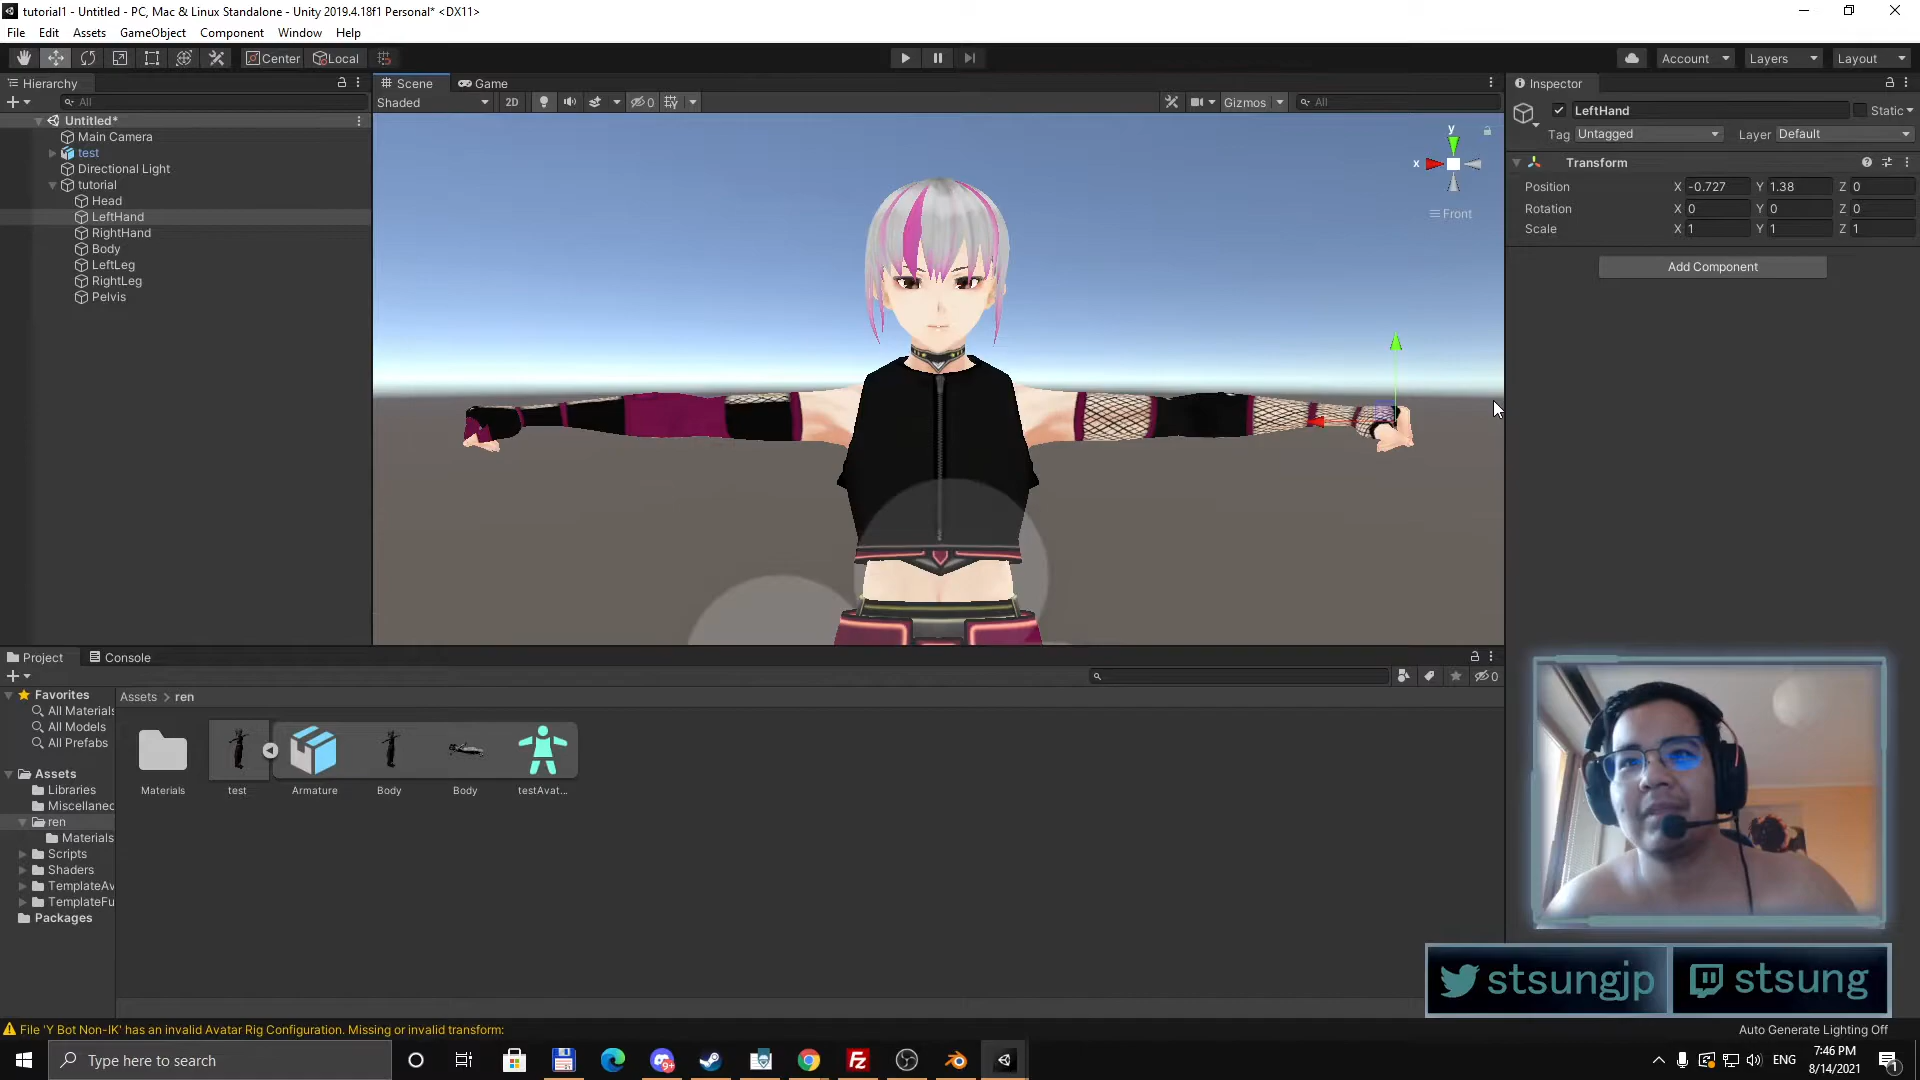 tutorial1 - Untitled - PC, Mac & Linux Standalone - Unity 2019.4.18f1 Personal* <DX11>
File Edit Assets GameObject Component Window Help
Center Local
Account Layers Layout
Hierarchy
All
Untitled*
Main Camera
test
Directional Light
tutorial
Head
LeftHand
RightHand
Body
LeftLeg
RightLeg
Pelvis
Scene Game
Shaded 2D 0 Gizmos All
y
x
Front
Inspector
LeftHand Static
Tag Untagged Layer Default
Transform
Position X -0.727 Y 1.38 Z 0
Rotation X 0 Y 0 Z 0
Scale X 1 Y 1 Z 1
Add Component
Project Console
0
Favorites
All Materials
All Models
All Prefabs
Assets
Libraries
Miscellanec
ren
Materials
Scripts
Shaders
TemplateAv
TemplateFu
Packages
Assets > ren
Materials test Armature Body Body testAvat...
stsungjp stsung
File 'Y Bot Non-IK' has an invalid Avatar Rig Configuration. Missing or invalid transform:
Auto Generate Lighting Off
Type here to search
9+
ENG
7:46 PM
8/14/2021
1